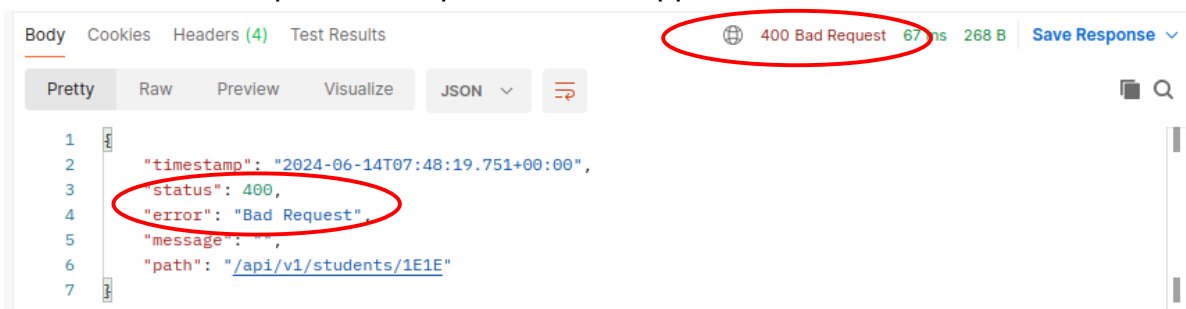 Body Cookies Headers (4) Test Results 400 Bad Request 67 ms 268 B Save Response
Pretty Raw Preview Visualize JSON
1 {
2 "timestamp": "2024-06-14T07:48:19.751+00:00",
3 "status": 400,
4 "error": "Bad Request",
5 "message": "",
6 "path": "/api/v1/students/1E1E"
7 }